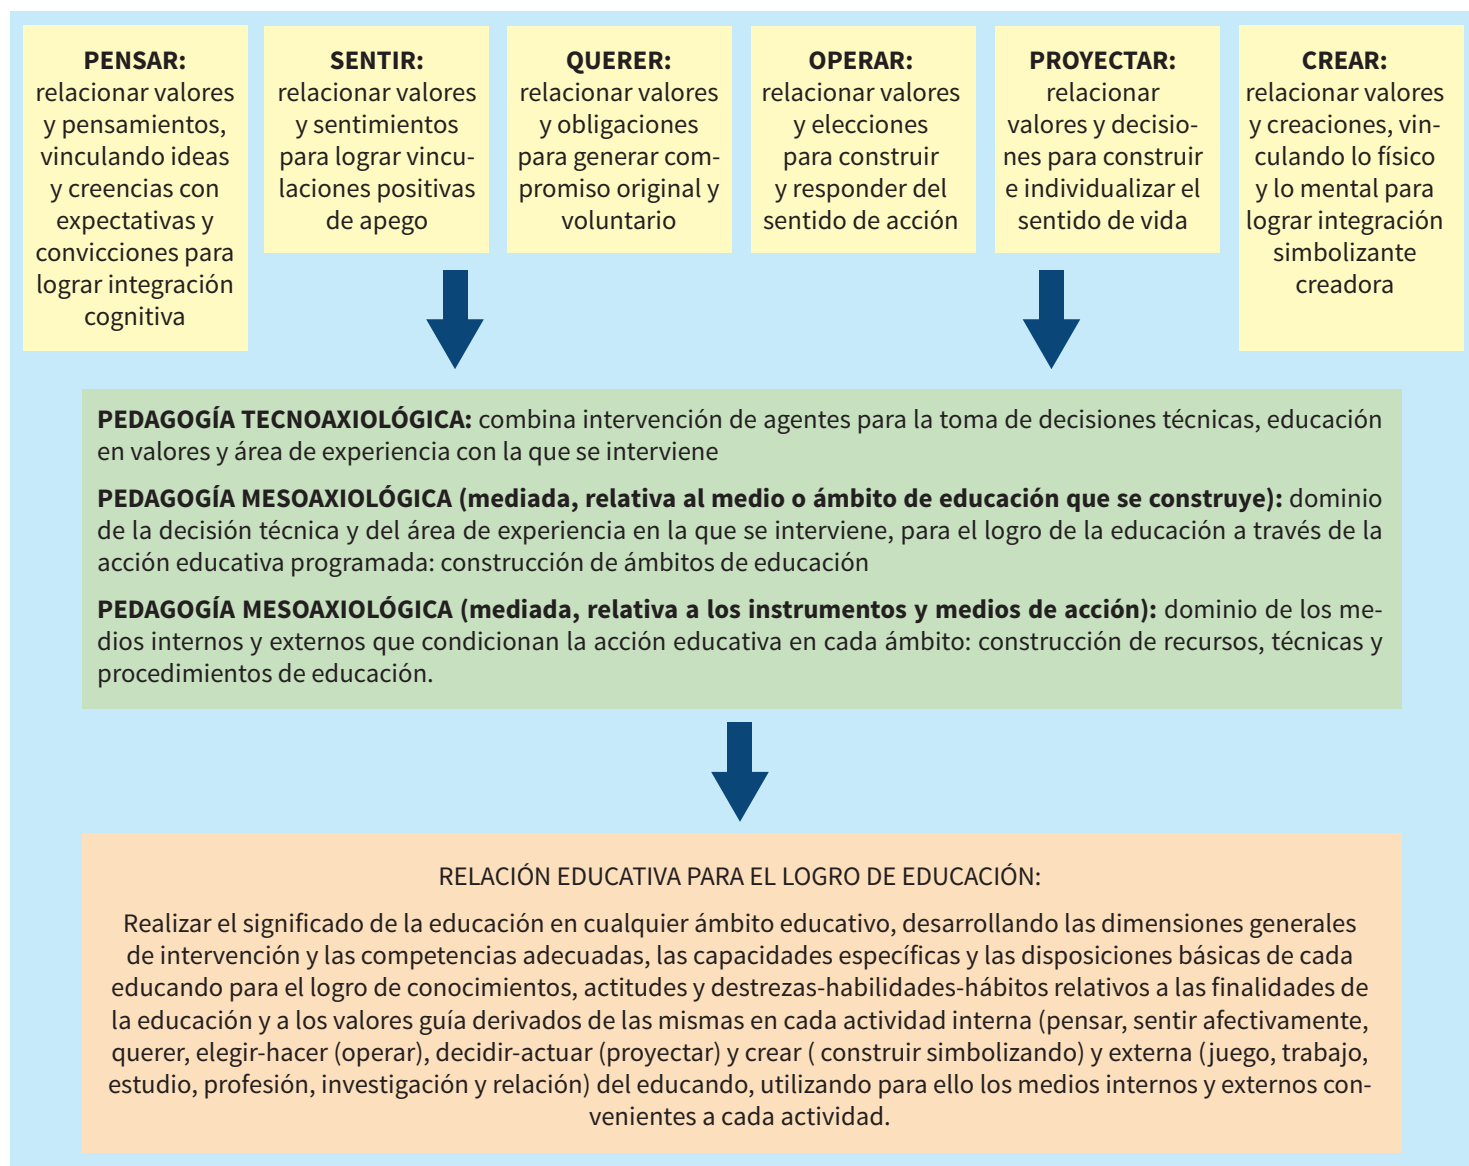 PENSAR:
relacionar valores
y pensamientos,
vinculando ideas
y creencias con
expectativas y
convicciones para
lograr integración
cognitiva
SENTIR:
relacionar valores
y sentimientos
para lograr vincu-
laciones positivas
de apego
QUERER:
relacionar valores
y obligaciones
para generar com-
promiso original y
voluntario
OPERAR:
relacionar valores
y elecciones
para construir
y responder del
sentido de acción
PROYECTAR:
relacionar
valores y decisio-
nes para construir
e individualizar el
sentido de vida
CREAR:
relacionar valores
y creaciones, vin-
culando lo físico
y lo mental para
lograr integración
simbolizante
creadora
PEDAGOGÍA TECNOAXIOLÓGICA: combina intervención de agentes para la toma de decisiones técnicas, educación
en valores y área de experiencia con la que se interviene
PEDAGOGÍA MESOAXIOLÓGICA (mediada, relativa al medio o ámbito de educación que se construye): dominio
de la decisión técnica y del área de experiencia en la que se interviene, para el logro de la educación a través de la
acción educativa programada: construcción de ámbitos de educación
PEDAGOGÍA MESOAXIOLÓGICA (mediada, relativa a los instrumentos y medios de acción): dominio de los me-
dios internos y externos que condicionan la acción educativa en cada ámbito: construcción de recursos, técnicas y
procedimientos de educación.
RELACIÓN EDUCATIVA PARA EL LOGRO DE EDUCACIÓN:
Realizar el significado de la educación en cualquier ámbito educativo, desarrollando las dimensiones generales
de intervención y las competencias adecuadas, las capacidades específicas y las disposiciones básicas de cada
educando para el logro de conocimientos, actitudes y destrezas-habilidades-hábitos relativos a las finalidades de
la educación y a los valores guía derivados de las mismas en cada actividad interna (pensar, sentir afectivamente,
querer, elegir-hacer (operar), decidir-actuar (proyectar) y crear ( construir simbolizando) y externa (juego, trabajo,
estudio, profesión, investigación y relación) del educando, utilizando para ello los medios internos y externos con-
venientes a cada actividad.